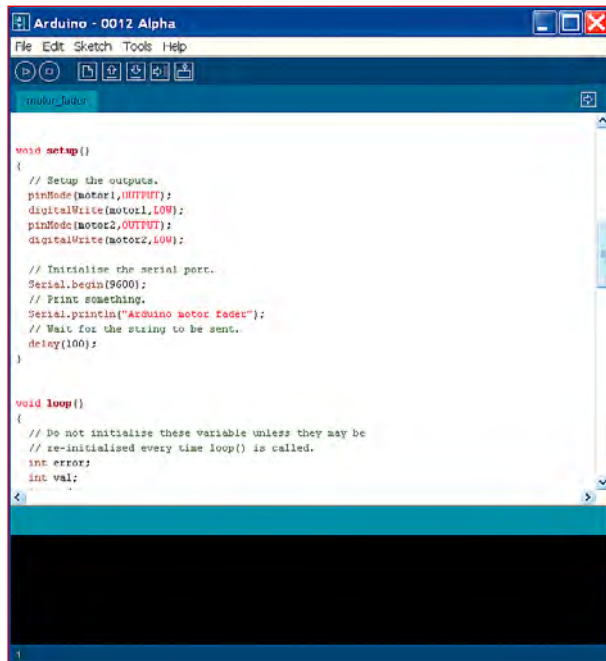 Arduino - 0012 Alpha
File Edit Sketch Tools Help
motor_fader
void setup()
{
// Setup the outputs.
pinMode(motor1,OUTPUT);
digitalWrite(motor1,LOW);
pinMode(motor2,OUTPUT);
digitalWrite(motor2,LOW);
// Initialise the serial port.
Serial.begin(9600);
// Print something.
Serial.println("Arduino motor fader");
// Wait for the string to be sent.
delay(100);
}
void loop()
{
// Do not initialise these variable unless they may be
// re-initialised every time loop() is called.
int error;
int val;
1